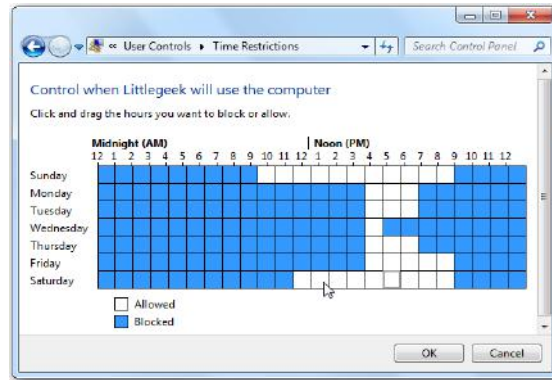 « User Controls ▸ Time Restrictions Search Control Panel
Control when Littlegeek will use the computer
Click and drag the hours you want to block or allow.
Midnight (AM) Noon (PM)
12 1 2 3 4 5 6 7 8 9 10 11 12 1 2 3 4 5 6 7 8 9 10 11 12
Sunday
Monday
Tuesday
Wednesday
Thursday
Friday
Saturday
Allowed
Blocked
OK Cancel